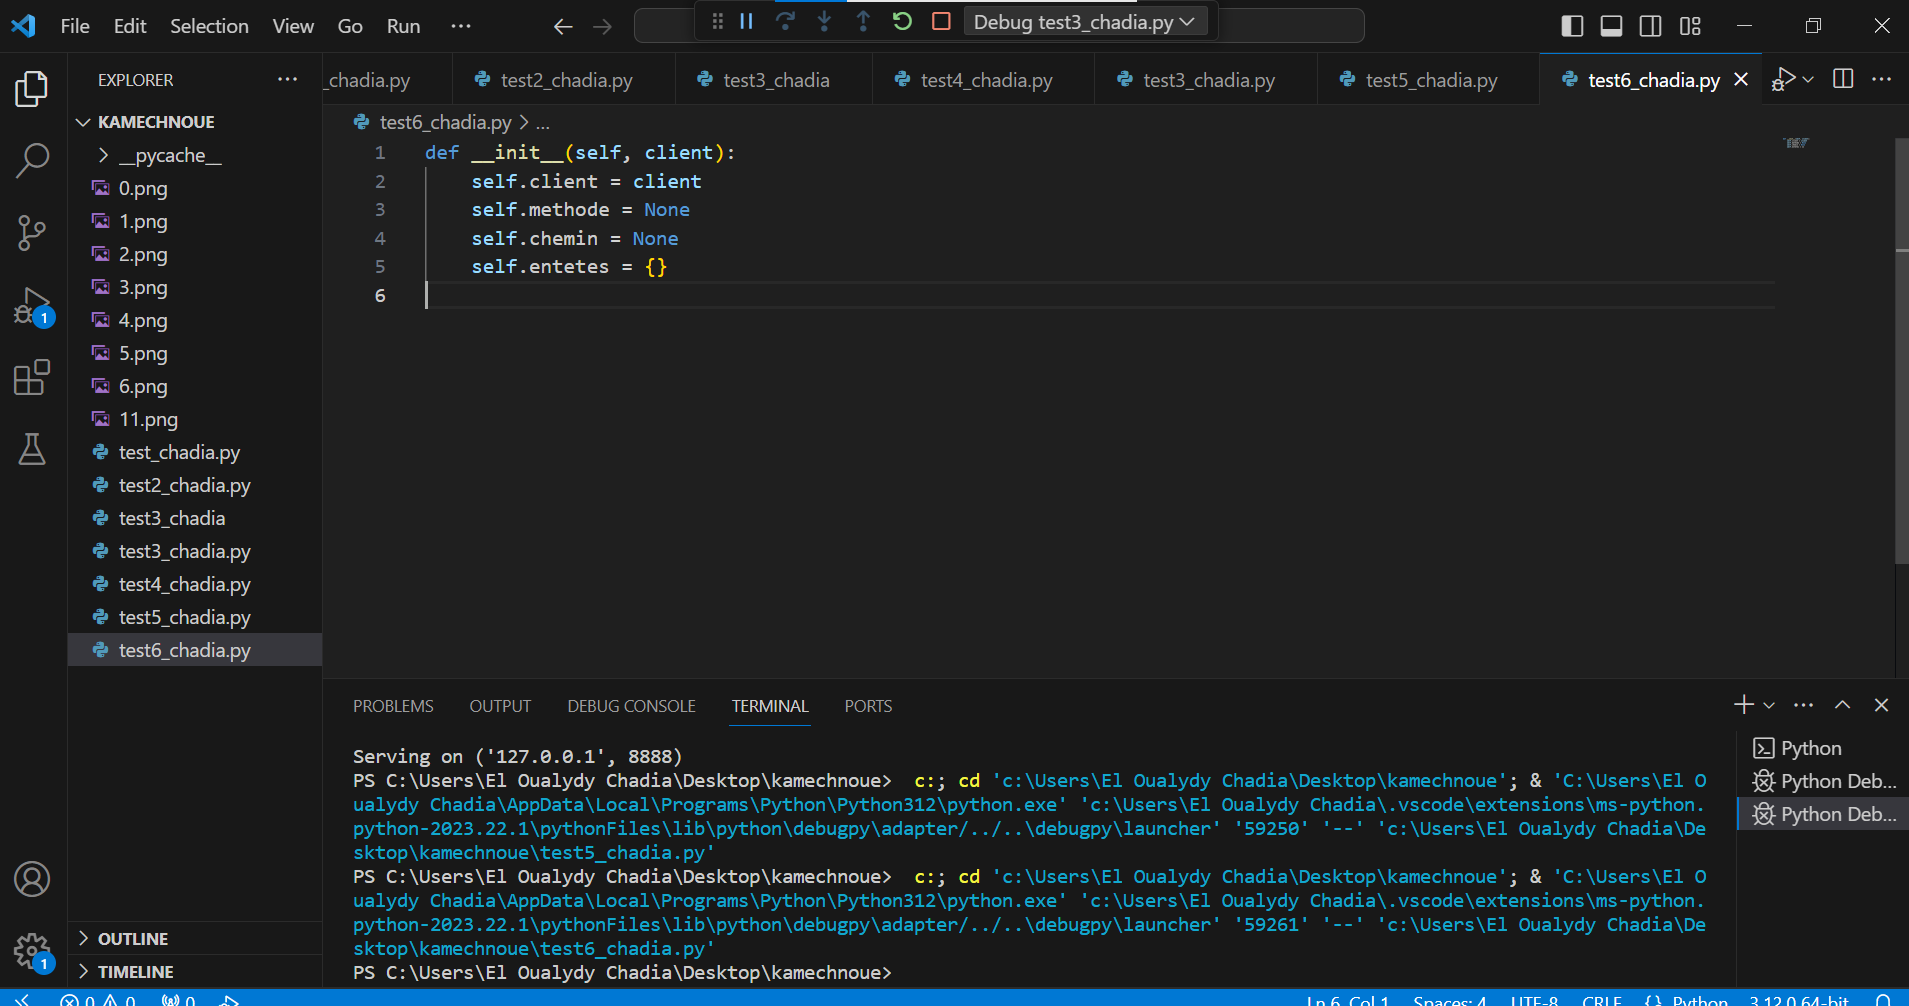 File Edit Selection View Go Run ··· Debug test3_chadia.py
EXPLORER ···
_chadia.py test2_chadia.py test3_chadia test4_chadia.py test3_chadia.py test5_chadia.py test6_chadia.py
KAMECHNOUE
__pycache__
0.png
1.png
2.png
3.png
4.png
5.png
6.png
11.png
test_chadia.py
test2_chadia.py
test3_chadia
test3_chadia.py
test4_chadia.py
test5_chadia.py
test6_chadia.py
OUTLINE
TIMELINE
1
1
test6_chadia.py > ...
1 def __init__(self, client):
2 self.client = client
3 self.methode = None
4 self.chemin = None
5 self.entetes = {}
6
PROBLEMS OUTPUT DEBUG CONSOLE TERMINAL PORTS
Serving on ('127.0.0.1', 8888)
PS C:\Users\El Oualydy Chadia\Desktop\kamechnoue> c:; cd 'c:\Users\El Oualydy Chadia\Desktop\kamechnoue'; & 'C:\Users\El O
ualydy Chadia\AppData\Local\Programs\Python\Python312\python.exe' 'c:\Users\El Oualydy Chadia\.vscode\extensions\ms-python.
python-2023.22.1\pythonFiles\lib\python\debugpy\adapter/../..\debugpy\launcher' '59250' '--' 'c:\Users\El Oualydy Chadia\De
sktop\kamechnoue\test5_chadia.py'
PS C:\Users\El Oualydy Chadia\Desktop\kamechnoue> c:; cd 'c:\Users\El Oualydy Chadia\Desktop\kamechnoue'; & 'C:\Users\El O
ualydy Chadia\AppData\Local\Programs\Python\Python312\python.exe' 'c:\Users\El Oualydy Chadia\.vscode\extensions\ms-python.
python-2023.22.1\pythonFiles\lib\python\debugpy\adapter/../..\debugpy\launcher' '59261' '--' 'c:\Users\El Oualydy Chadia\De
sktop\kamechnoue\test6_chadia.py'
PS C:\Users\El Oualydy Chadia\Desktop\kamechnoue>
Python
Python Deb...
Python Deb...
0 0 0 Ln 6, Col 1 Spaces: 4 UTF-8 CRLF {} Python 3.12.0 64-bit